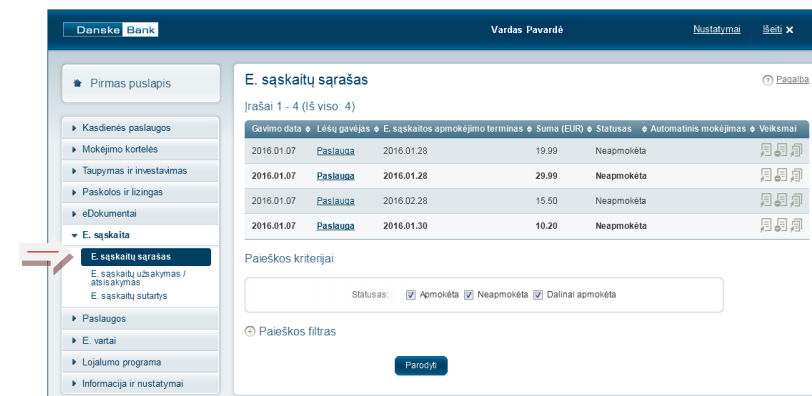 Danske Bank
Vardas Pavardė
Nustatymai
Išeiti ×
Pirmas puslapis
Kasdienės paslaugos
Mokėjimo kortelės
Taupymas ir investavimas
Paskolos ir lizingas
eDokumentai
E. sąskaita
E. sąskaitų sąrašas
E. sąskaitų užsakymas /
atsisakymas
E. sąskaitų sutartys
Paslaugos
E. vartai
Lojalumo programa
Informacija ir nustatymai
E. sąskaitų sąrašas
? Pagalba
Įrašai 1 - 4 (Iš viso: 4)
Gavimo data Lėšų gavėjas E. sąskaitos apmokėjimo terminas Suma (EUR) Statusas Automatinis mokėjimas Veiksmai
2016.01.07 Paslauga 2016.01.28 19.99 Neapmokėta
2016.01.07 Paslauga 2016.01.28 29.99 Neapmokėta
2016.01.07 Paslauga 2016.02.28 15.50 Neapmokėta
2016.01.07 Paslauga 2016.01.30 10.20 Neapmokėta
Paieškos kriterijai
Statusas: Apmokėta Neapmokėta Dalinai apmokėta
Paieškos filtras
Parodyti